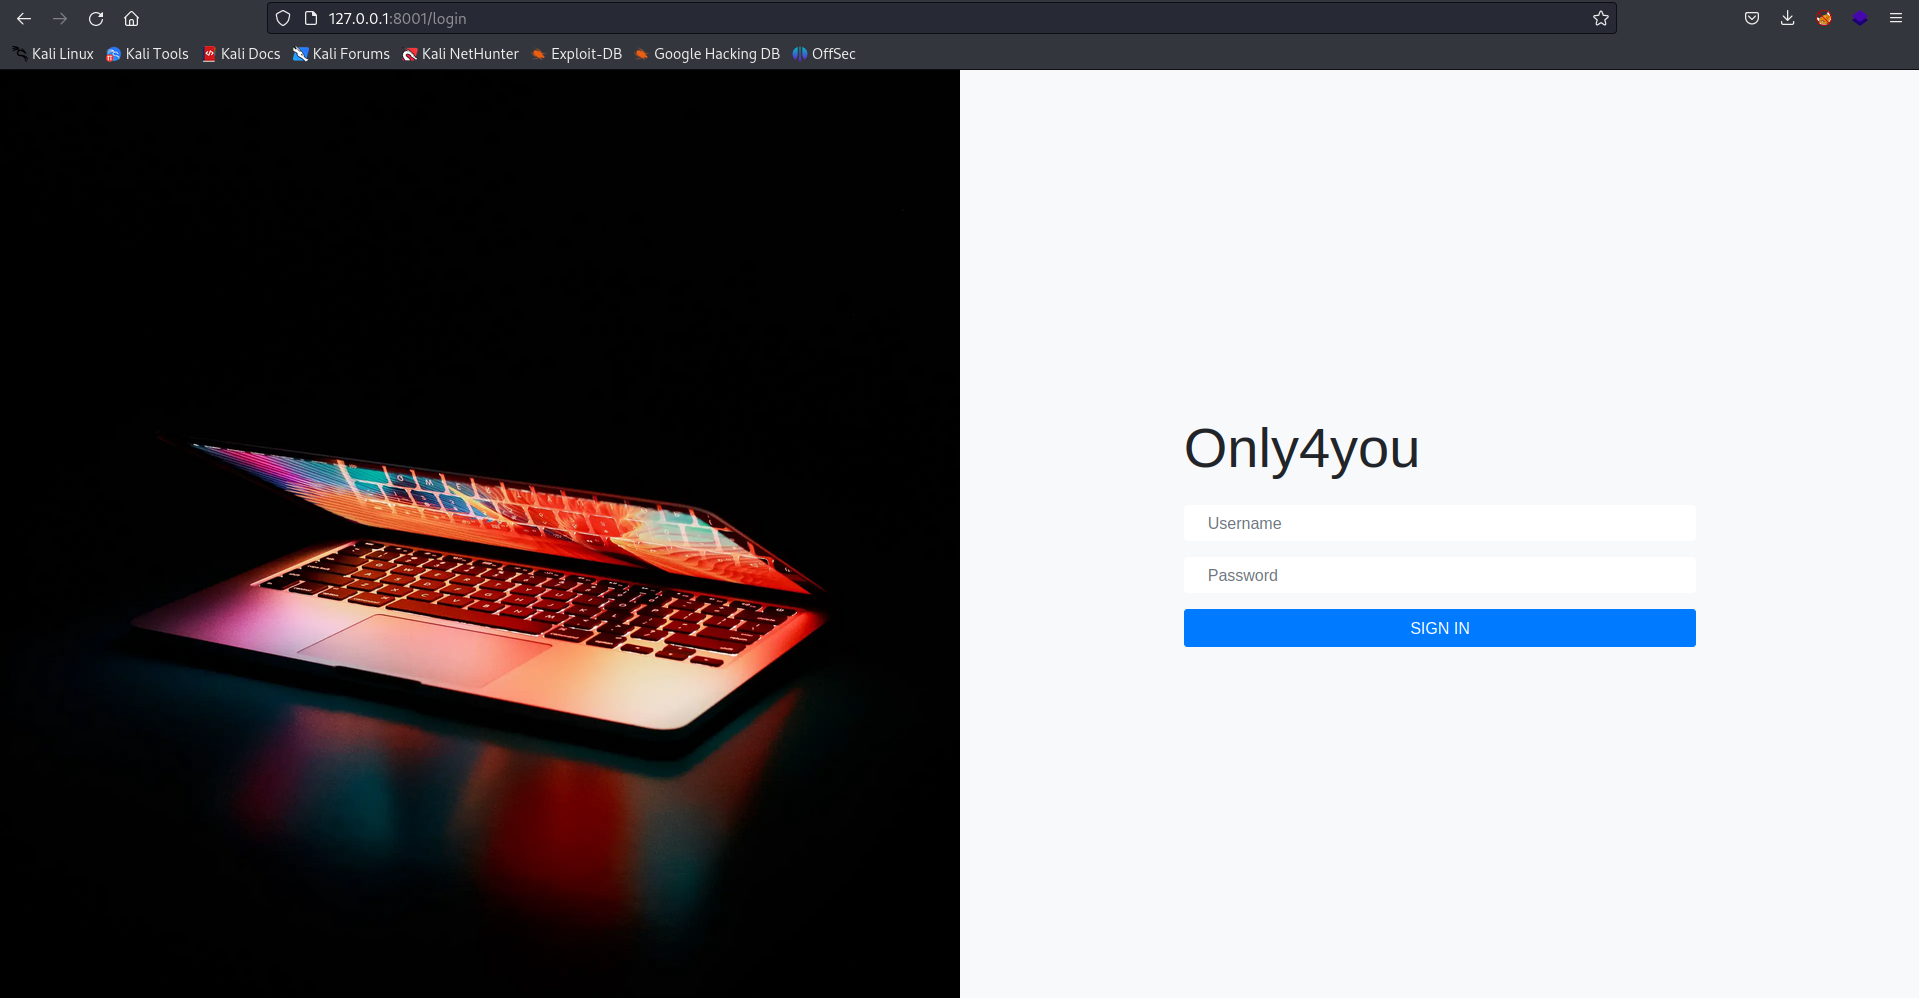 127.0.0.1:8001/login
Kali Linux Kali Tools Kali Docs Kali Forums Kali NetHunter Exploit-DB Google Hacking DB OffSec
Only4you
Username
Password
SIGN IN